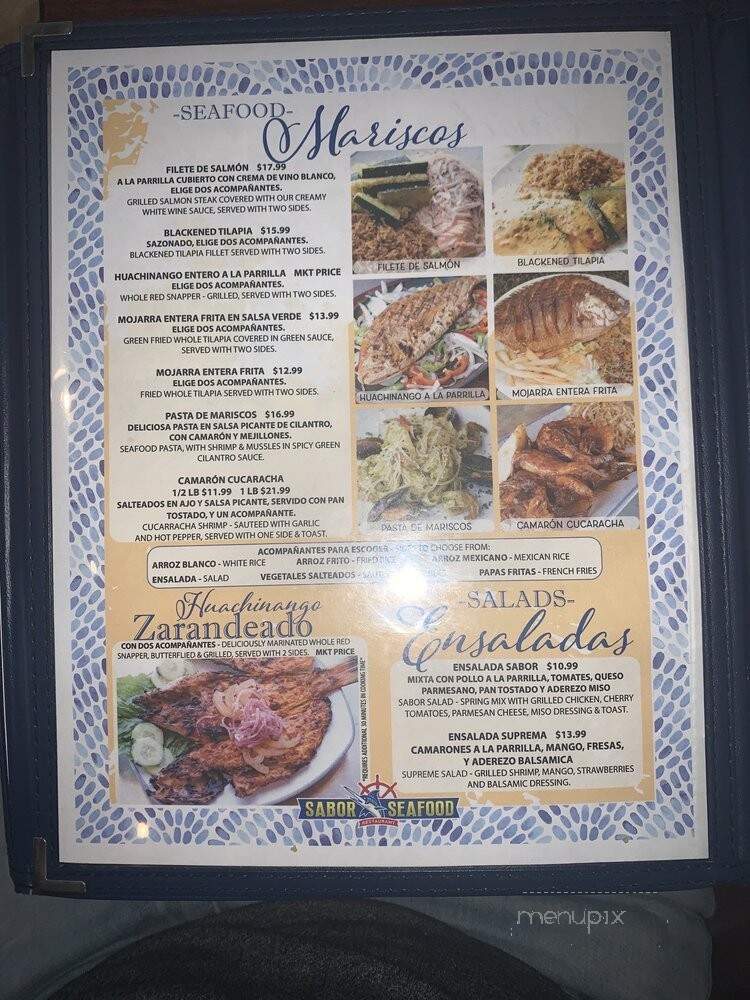 -SEAFOOD-
Mariscos
FILETE DE SALMÓN $17.99
A LA PARRILLA CUBIERTO CON CREMA DE VINO BLANCO,
ELIGE DOS ACOMPAÑANTES.
GRILLED SALMON STEAK COVERED WITH OUR CREAMY
WHITE WINE SAUCE, SERVED WITH TWO SIDES.
BLACKENED TILAPIA $15.99
SAZONADO, ELIGE DOS ACOMPAÑANTES.
BLACKENED TILAPIA FILLET SERVED WITH TWO SIDES.
HUACHINANGO ENTERO A LA PARRILLA MKT PRICE
ELIGE DOS ACOMPAÑANTES.
WHOLE RED SNAPPER - GRILLED, SERVED WITH TWO SIDES.
MOJARRA ENTERA FRITA EN SALSA VERDE $13.99
ELIGE DOS ACOMPAÑANTES.
GREEN FRIED WHOLE TILAPIA COVERED IN GREEN SAUCE,
SERVED WITH TWO SIDES.
MOJARRA ENTERA FRITA $12.99
ELIGE DOS ACOMPAÑANTES.
FRIED WHOLE TILAPIA SERVED WITH TWO SIDES.
PASTA DE MARISCOS $16.99
DELICIOSA PASTA EN SALSA PICANTE DE CILANTRO,
CON CAMARÓN Y MEJILLONES.
SEAFOOD PASTA, WITH SHRIMP & MUSSLES IN SPICY GREEN
CILANTRO SAUCE.
CAMARÓN CUCARACHA
1/2 LB $11.99 1 LB $21.99
SALTEADOS EN AJO Y SALSA PICANTE, SERVIDO CON PAN
TOSTADO, Y UN ACOMPAÑANTE.
CUCARRACHA SHRIMP - SAUTEED WITH GARLIC
AND HOT PEPPER, SERVED WITH ONE SIDE & TOAST.
FILETE DE SALMÓN
BLACKENED TILAPIA
HUACHINANGO A LA PARRILLA
MOJARRA ENTERA FRITA
PASTA DE MARISCOS
CAMARÓN CUCARACHA
ACOMPAÑANTES PARA ESCOGER - TO CHOOSE FROM:
ARROZ BLANCO - WHITE RICE ARROZ FRITO - FRIED ARROZ MEXICANO - MEXICAN RICE
ENSALADA - SALAD VEGETALES SALTEADOS - PAPAS FRITAS - FRENCH FRIES
Huachinango
Zarandeado
CON DOS ACOMPAÑANTES - DELICIOUSLY MARINATED WHOLE RED
SNAPPER, BUTTERFLIED & GRILLED, SERVED WITH 2 SIDES. MKT PRICE
*REQUIRES ADDITIONAL 30 MINUTES IN COOKING TIME*
-SALADS-
Ensaladas
ENSALADA SABOR $10.99
MIXTA CON POLLO A LA PARRILLA, TOMATES, QUESO
PARMESANO, PAN TOSTADO Y ADEREZO MISO
SABOR SALAD - SPRING MIX WITH GRILLED CHICKEN, CHERRY
TOMATOES, PARMESAN CHEESE, MISO DRESSING & TOAST.
ENSALADA SUPREMA $13.99
CAMARONES A LA PARRILLA, MANGO, FRESAS,
Y ADEREZO BALSAMICA
SUPREME SALAD - GRILLED SHRIMP, MANGO, STRAWBERRIES
AND BALSAMIC DRESSING.
SABOR SEAFOOD
RESTAURANT
menupix